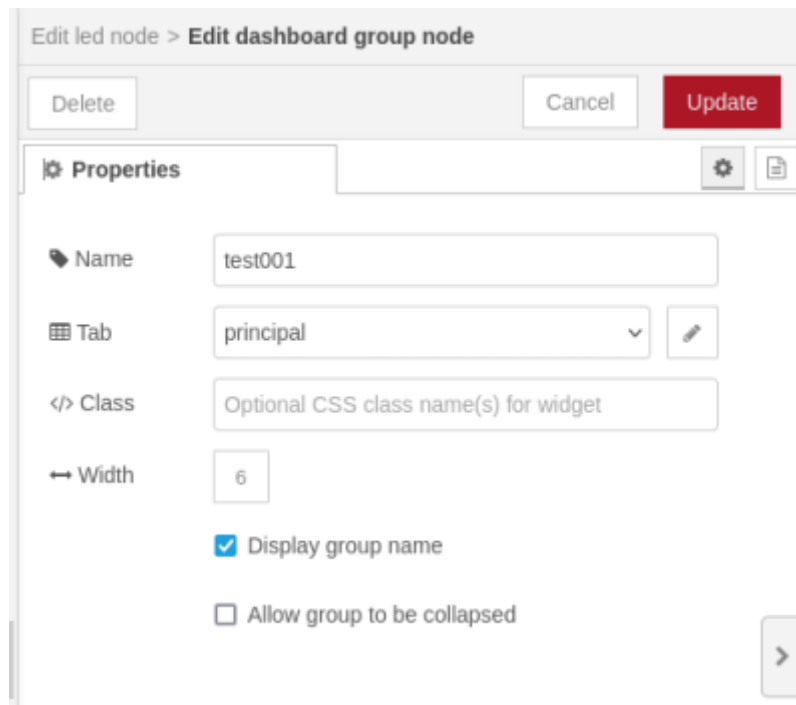 Edit led node > Edit dashboard group node
Delete Cancel Update
Properties
Name test001
Tab principal
</> Class Optional CSS class name(s) for widget
Width 6
Display group name
Allow group to be collapsed